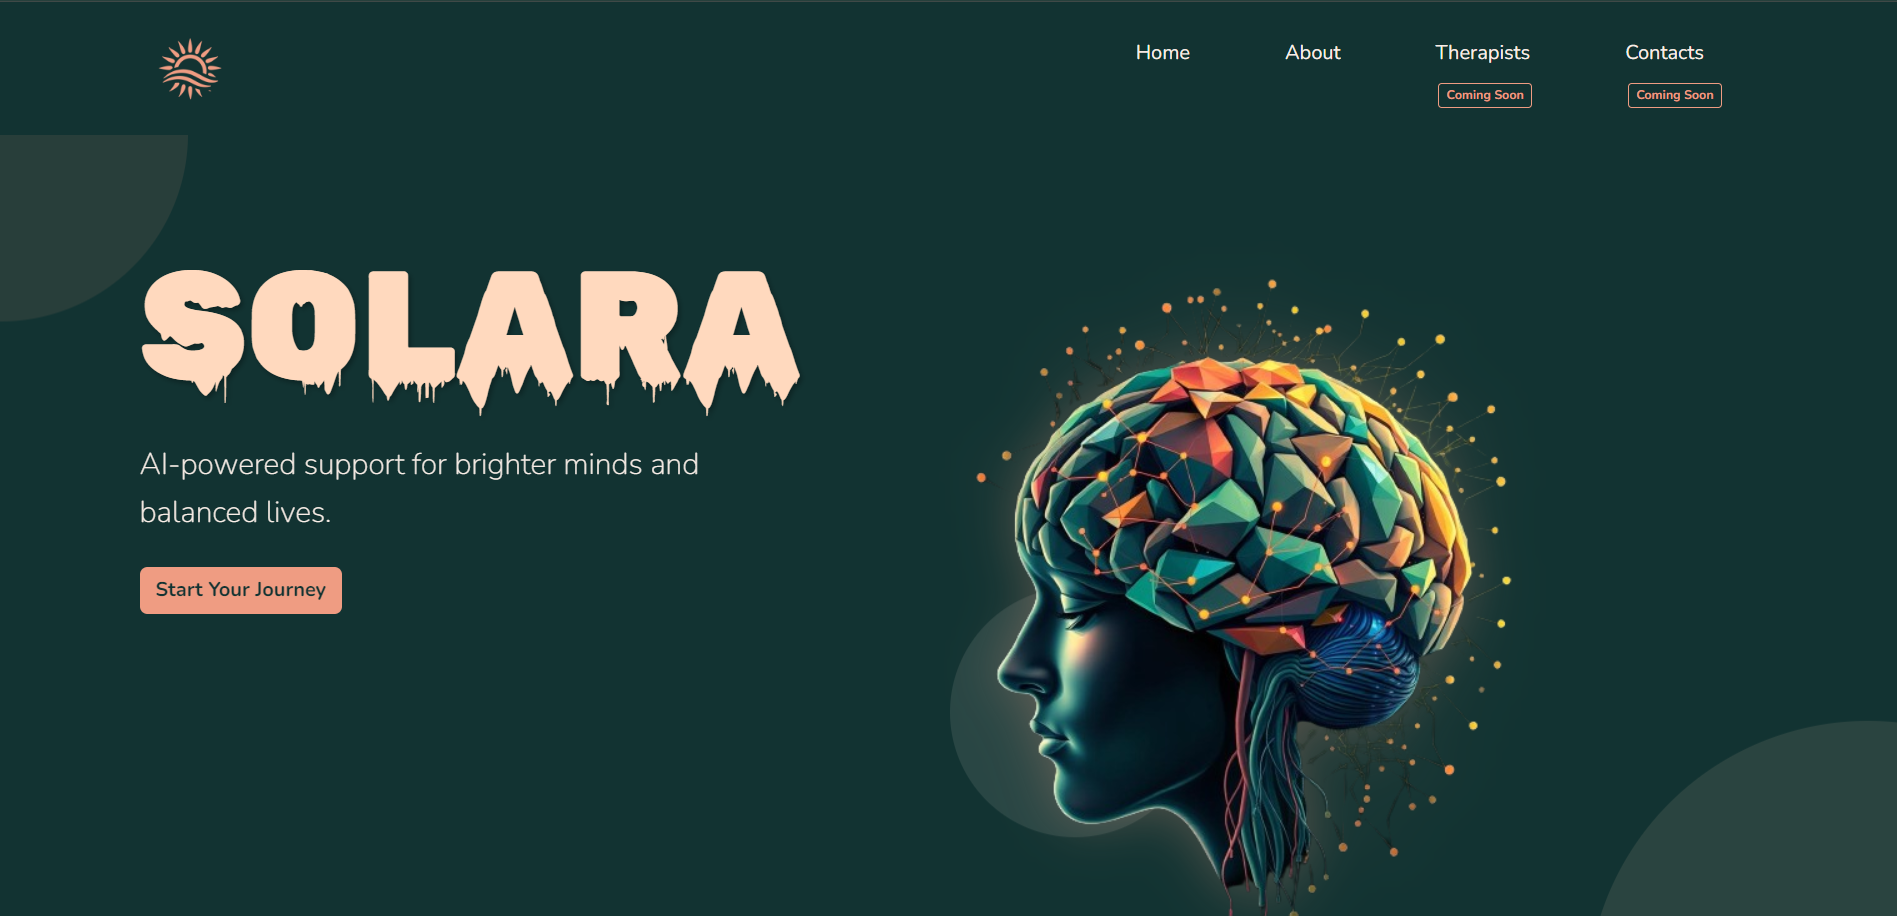 Home About Therapists Contacts
Coming Soon Coming Soon
SOLARA
AI-powered support for brighter minds and
balanced lives.
Start Your Journey